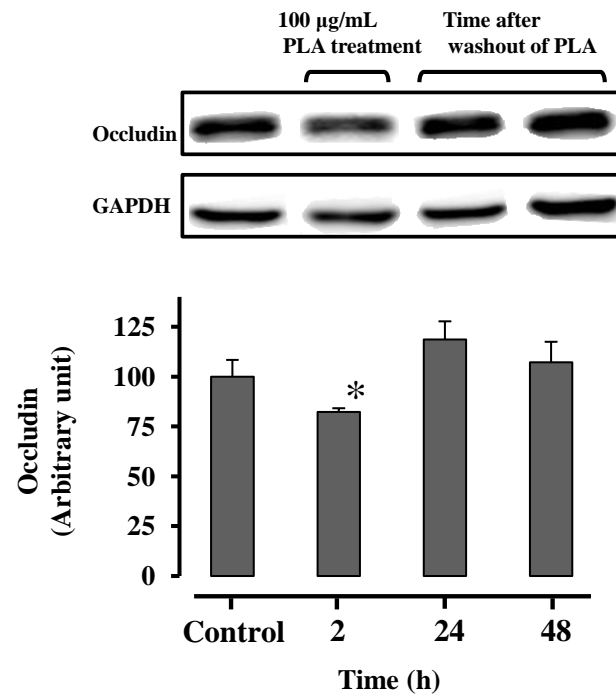 100 μg/mL
PLA treatment
Time after
washout of PLA
Occludin
GAPDH
Occludin
(Arbitrary unit)
125
100
75
50
25
0
*
Control 2 24 48
Time (h)